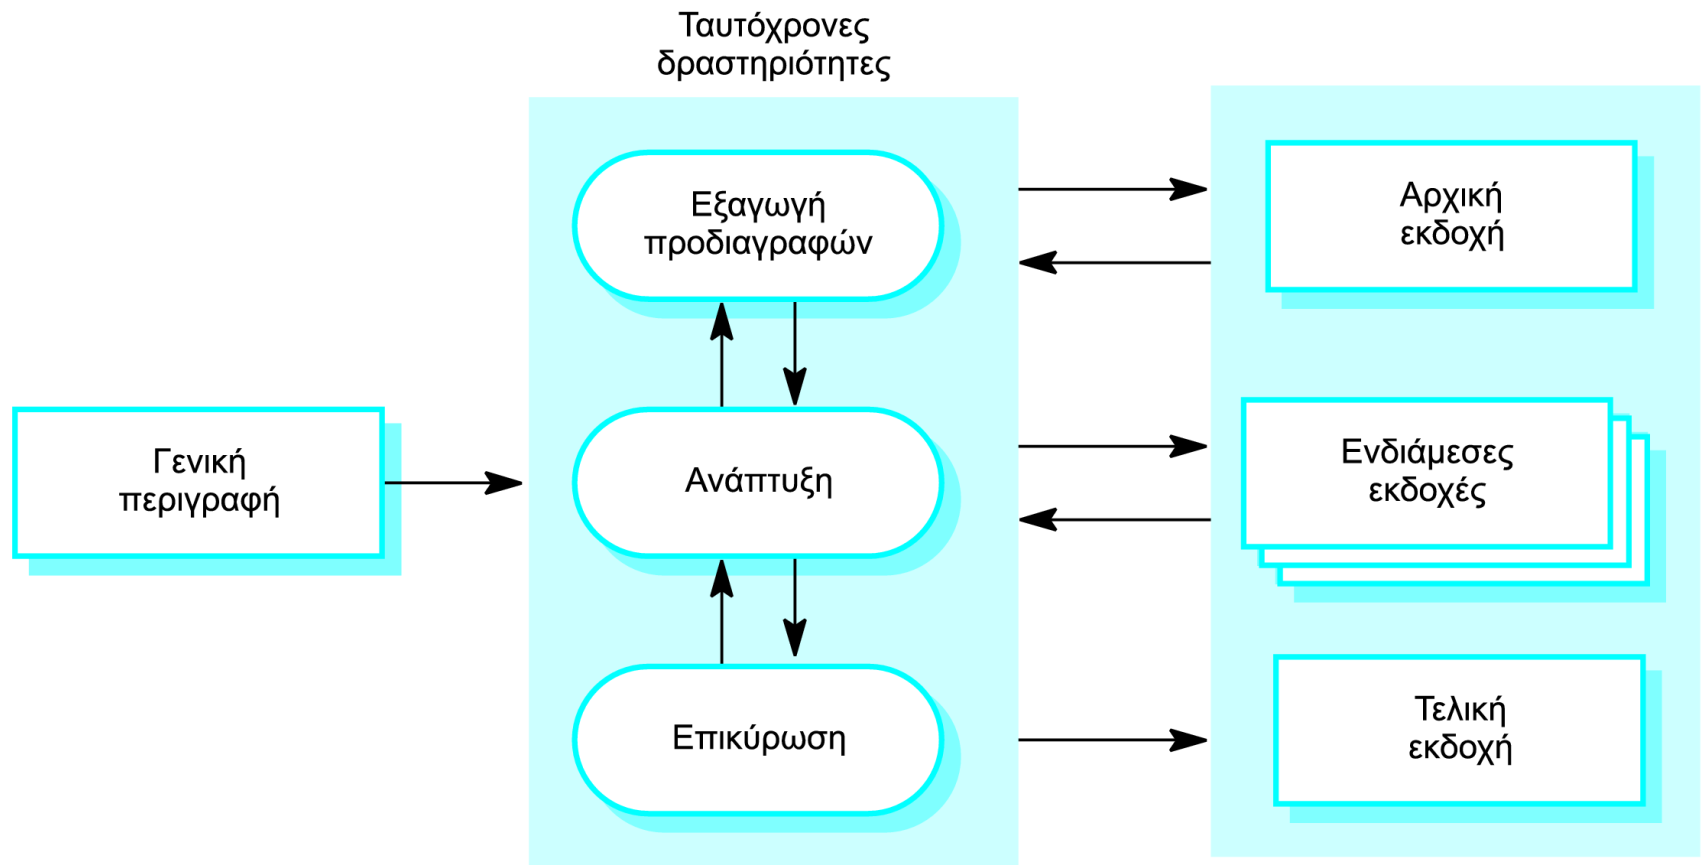 Ταυτόχρονες
δραστηριότητες
Εξαγωγή
προδιαγραφών
Αρχική
εκδοχή
Γενική
περιγραφή
Ανάπτυξη
Ενδιάμεσες
εκδοχές
Επικύρωση
Τελική
εκδοχή